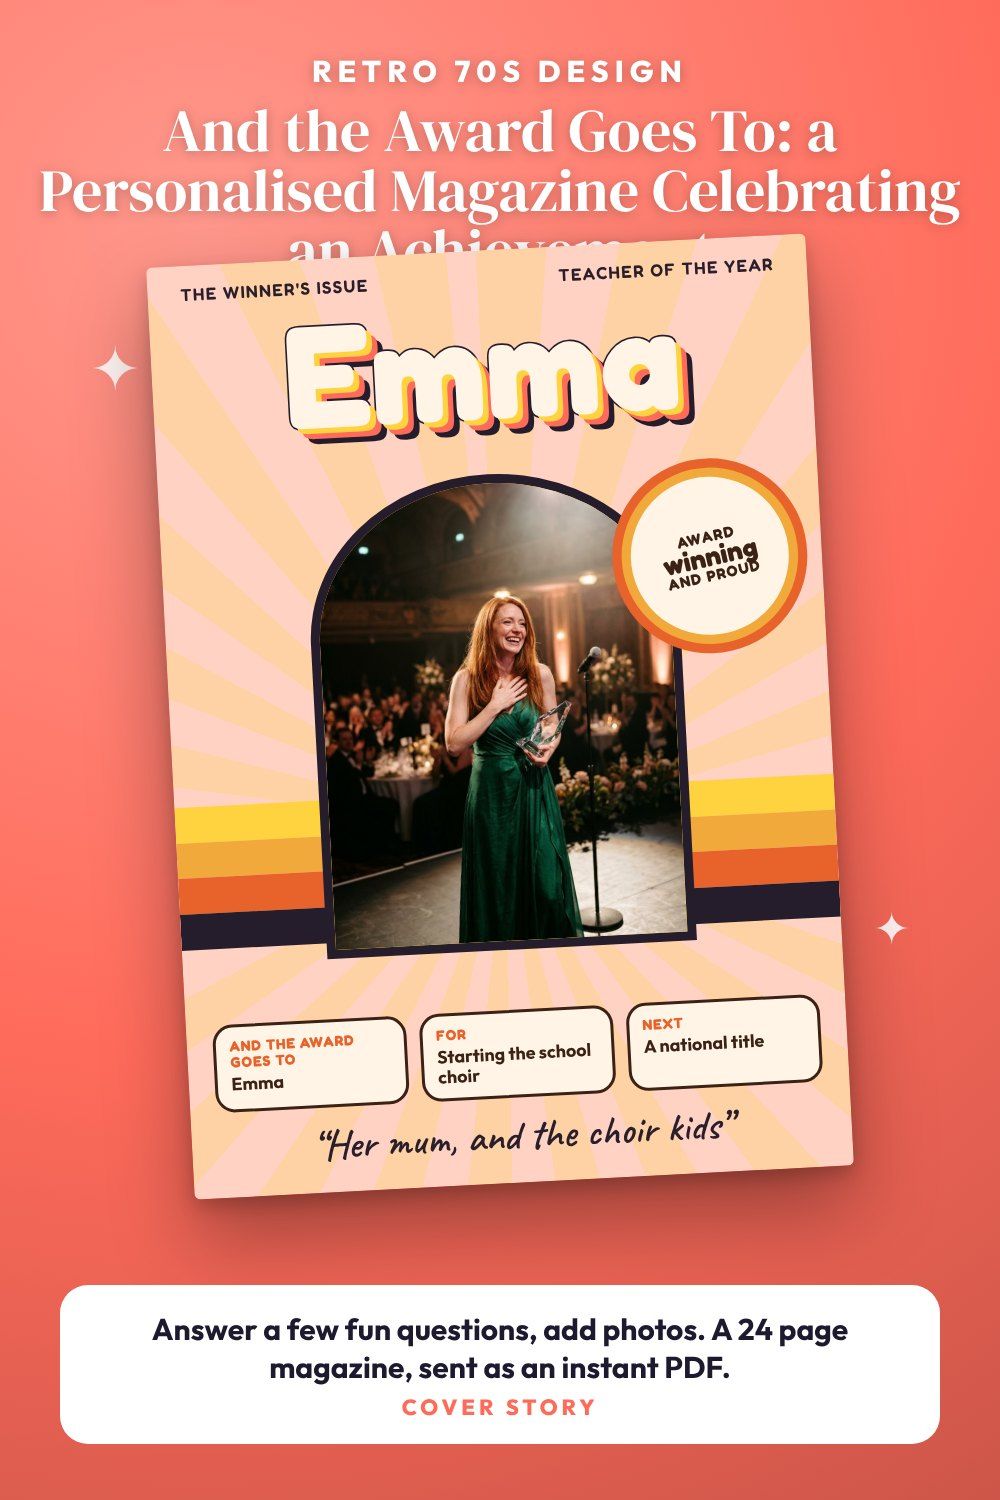 RETRO 70S DESIGN
And the Award Goes To: a
Personalised Magazine Celebrating
an
THE WINNER'S ISSUE
TEACHER OF THE YEAR
Emma
AWARD
winning
AND PROUD
AND THE AWARD
GOES TO
Emma
FOR
Starting the school
choir
NEXT
A national title
“Her mum, and the choir kids”
Answer a few fun questions, add photos. A 24 page
magazine, sent as an instant PDF.
COVER STORY